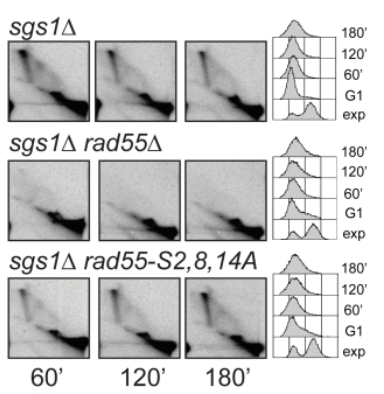 sgs1Δ
180'
120'
60'
G1
exp
sgs1Δ rad55Δ
180'
120'
60'
G1
exp
sgs1Δ rad55-S2,8,14A
180'
120'
60'
G1
exp
60' 120' 180'